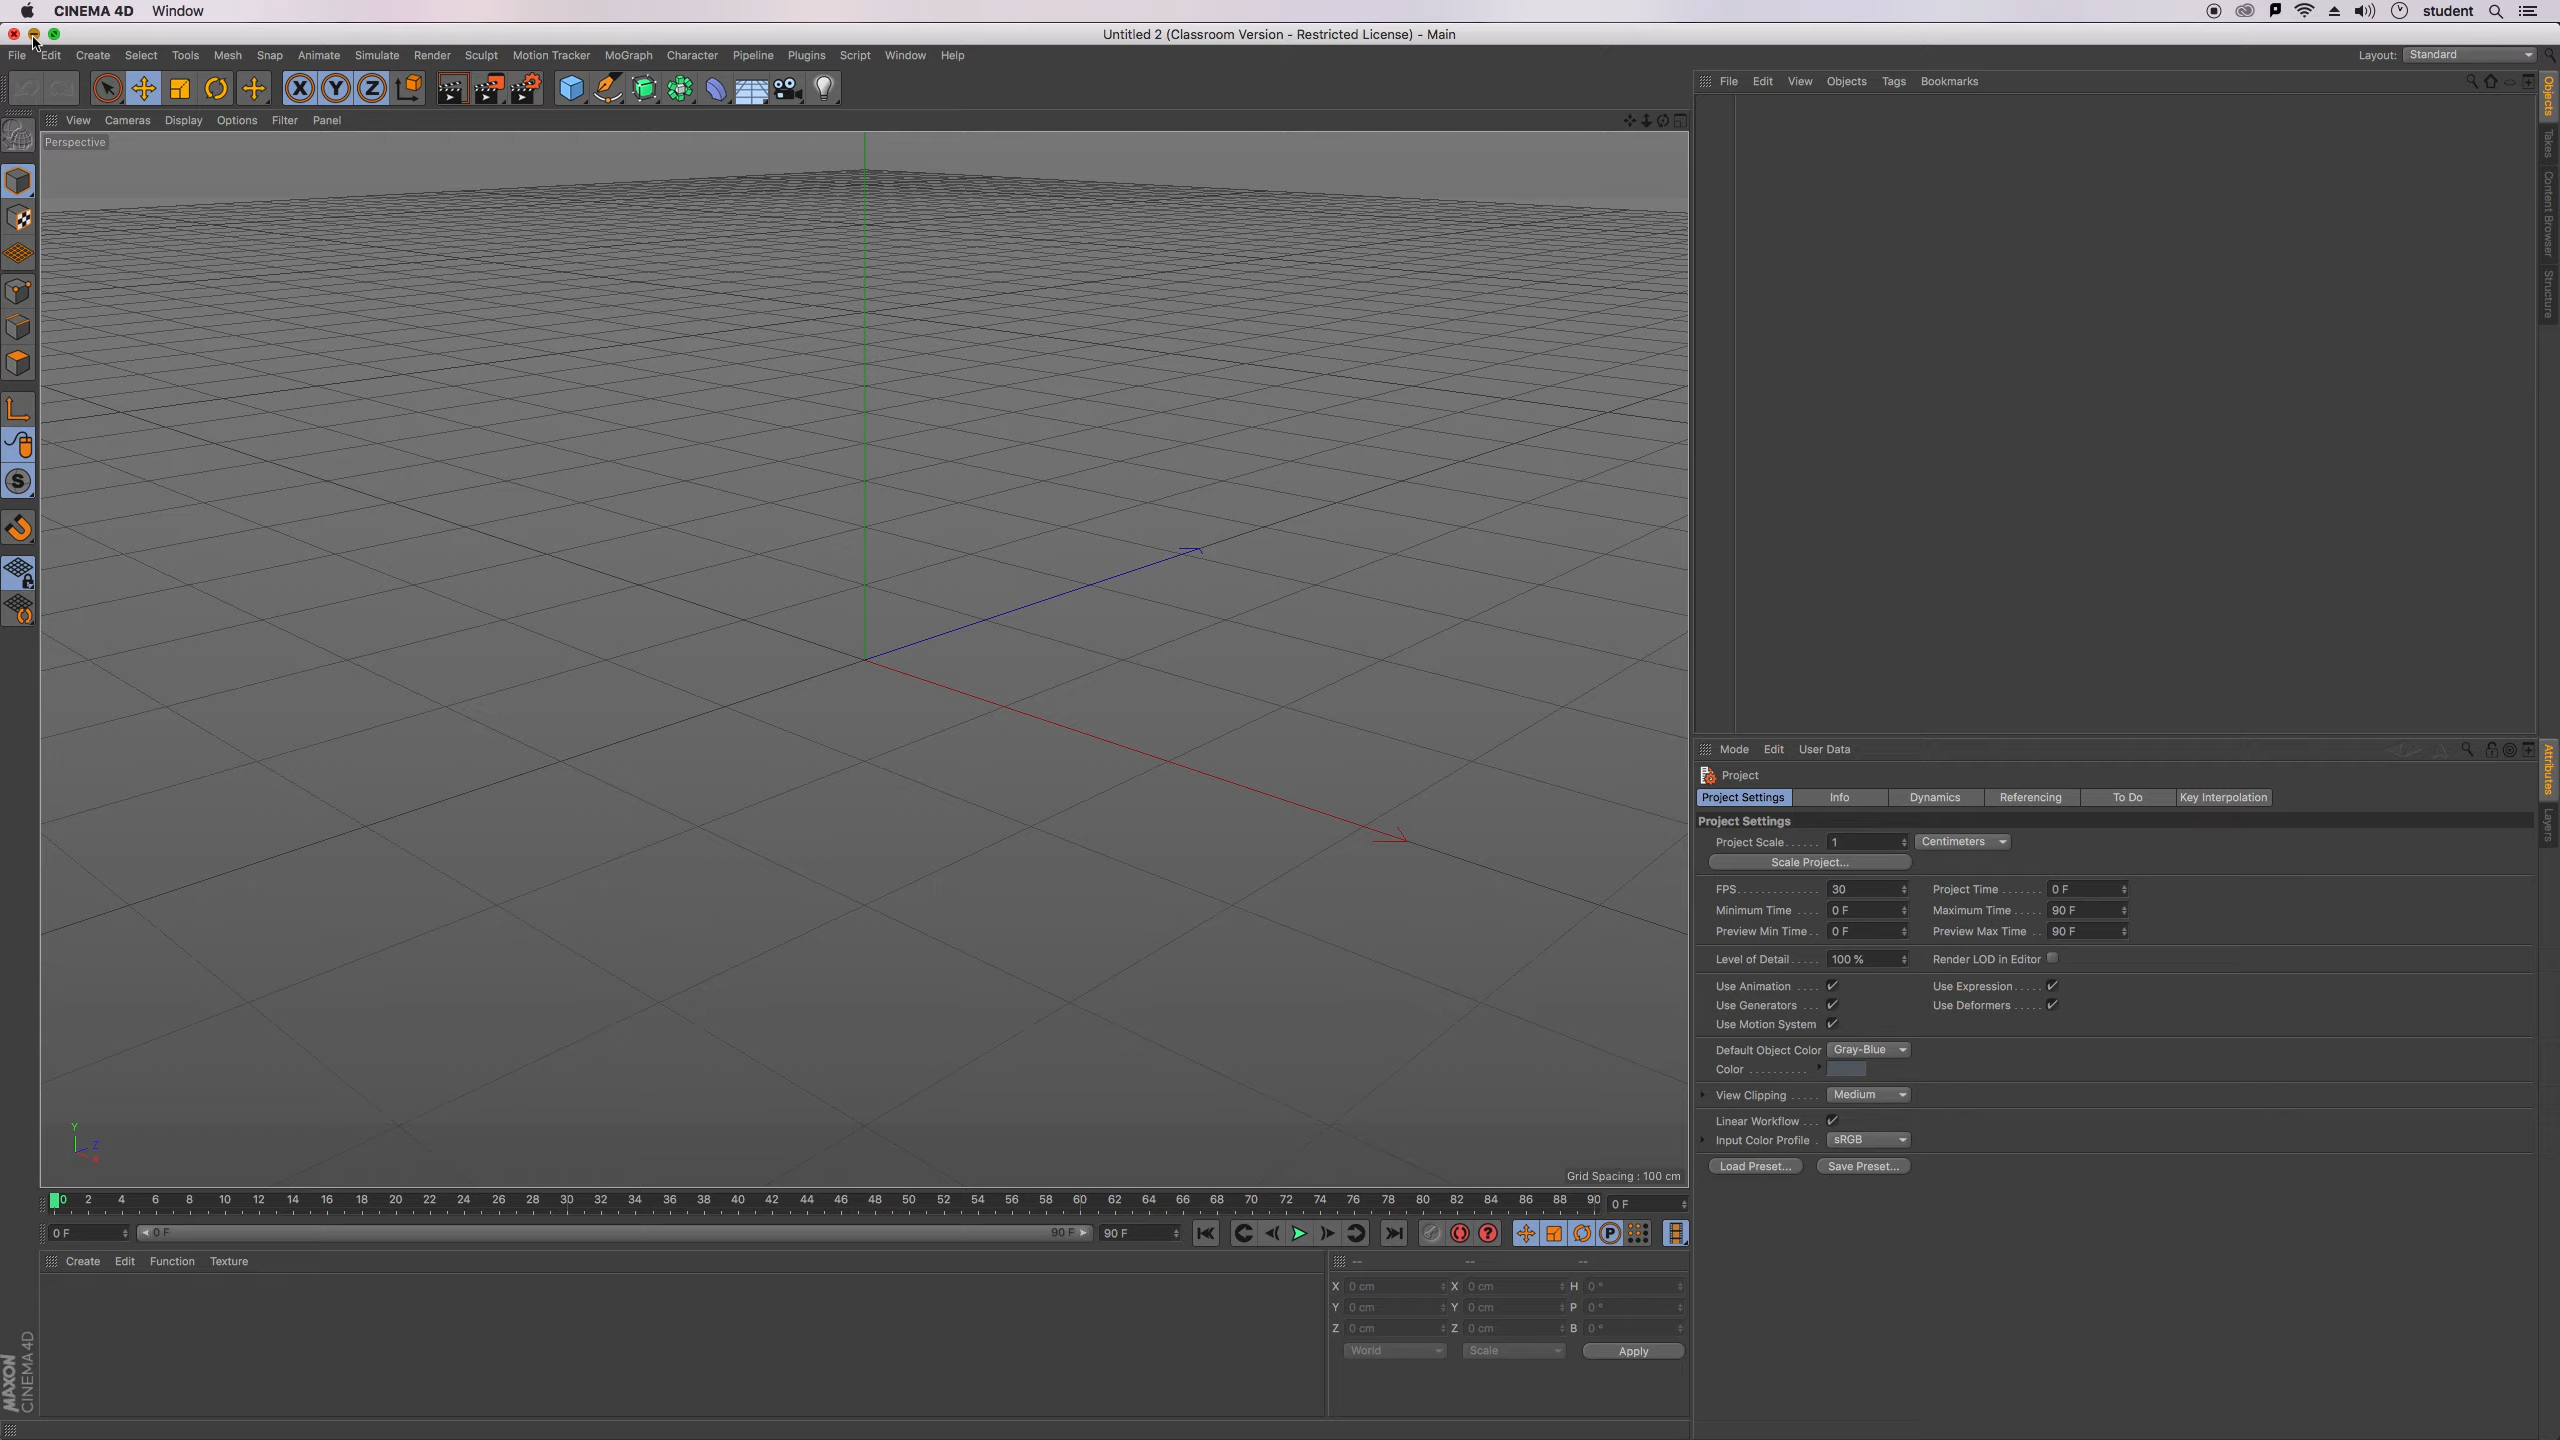 CINEMA 4D Window student
Untitled 2 (Classroom Version - Restricted License) - Main
File Edit Create Select Tools Mesh Snap Animate Simulate Render Sculpt Motion Tracker MoGraph Character Pipeline Plugins Script Window Help Layout: Standard
X Y Z
File Edit View Objects Tags Bookmarks
Objects
Takes
Content Browser
Structure
View Cameras Display Options Filter Panel
Perspective
S
Y
Z
X
Grid Spacing : 100 cm
Mode Edit User Data
Attributes
Layers
Project
Project Settings Info Dynamics Referencing To Do Key Interpolation
Project Settings
Project Scale...... 1 Centimeters
Scale Project...
FPS............. 30 Project Time ....... 0 F
Minimum Time .... 0 F Maximum Time ..... 90 F
Preview Min Time.. 0 F Preview Max Time .. 90 F
Level of Detail..... 100 % Render LOD in Editor
Use Animation .... Use Expression.....
Use Generators ... Use Deformers .....
Use Motion System
Default Object Color Gray-Blue
Color ..........
View Clipping ..... Medium
Linear Workflow ...
Input Color Profile . sRGB
Load Preset... Save Preset...
0 2 4 6 8 10 12 14 16 18 20 22 24 26 28 30 32 34 36 38 40 42 44 46 48 50 52 54 56 58 60 62 64 66 68 70 72 74 76 78 80 82 84 86 88 90 0 F
0 F 0 F 90 F 90 F ? P
Create Edit Function Texture -- -- --
X 0 cm X 0 cm H 0 °
Y 0 cm Y 0 cm P 0 °
Z 0 cm Z 0 cm B 0 °
World Scale Apply
MAXON
CINEMA 4D